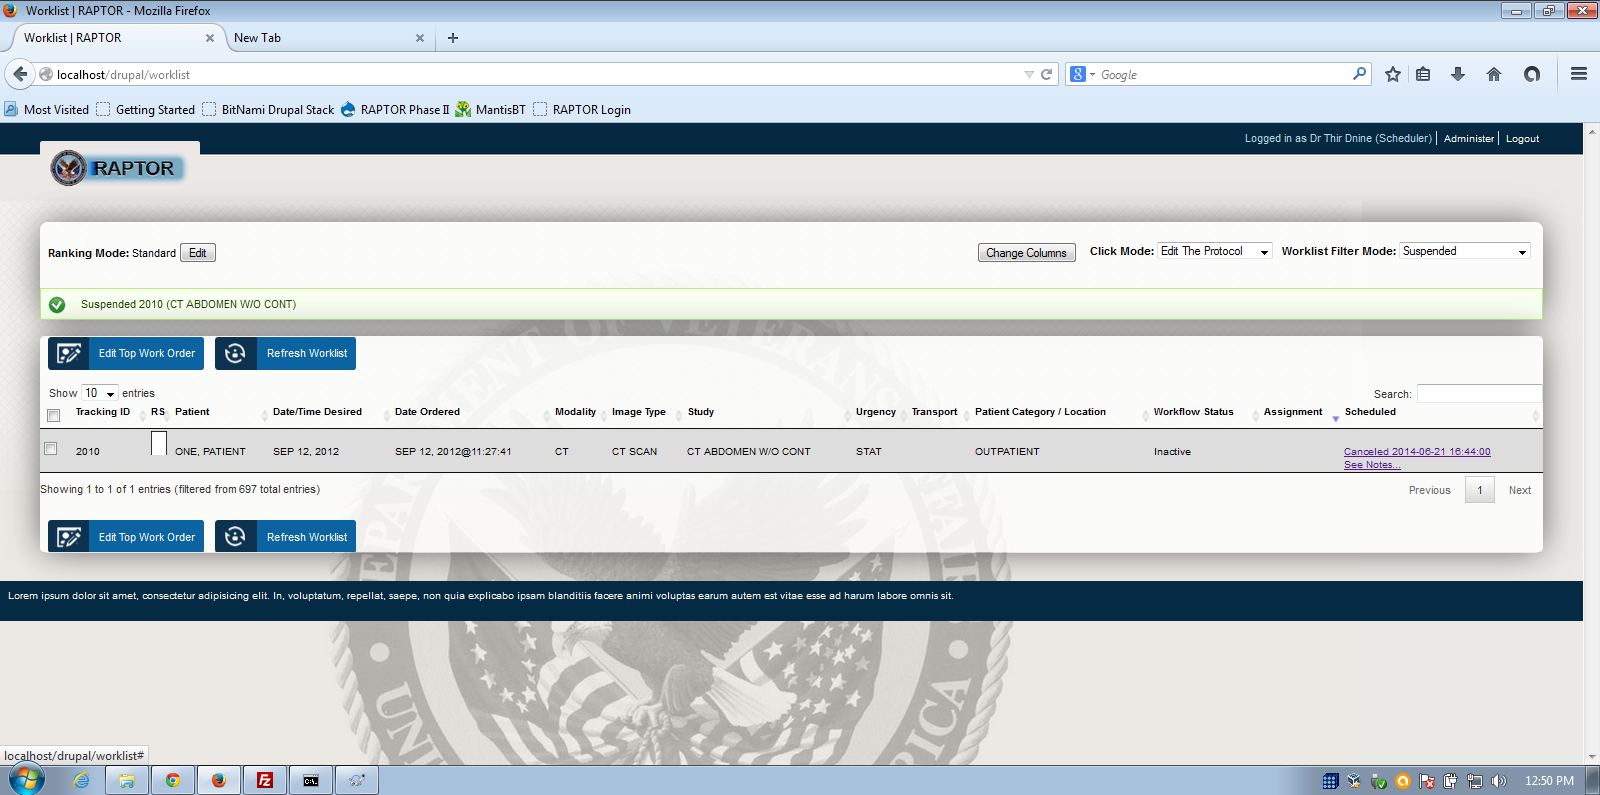 Worklist | RAPTOR - Mozilla Firefox
Worklist | RAPTOR
New Tab
localhost/drupal/worklist
Google
Most Visited Getting Started BitNami Drupal Stack RAPTOR Phase II MantisBT RAPTOR Login
Logged in as Dr Thir Dnine (Scheduler) Administer Logout
RAPTOR
Ranking Mode: Standard Edit Change Columns Click Mode: Edit The Protocol Worklist Filter Mode: Suspended
Suspended 2010 (CT ABDOMEN W/O CONT)
Edit Top Work Order Refresh Worklist
Show 10 entries Search:
Tracking ID RS Patient Date/Time Desired Date Ordered Modality Image Type Study Urgency Transport Patient Category / Location Workflow Status Assignment Scheduled
2010 ONE, PATIENT SEP 12, 2012 SEP 12, 2012@11:27:41 CT CT SCAN CT ABDOMEN W/O CONT STAT OUTPATIENT Inactive Canceled 2014-06-21 16:44:00
See Notes...
Showing 1 to 1 of 1 entries (filtered from 697 total entries) Previous 1 Next
Edit Top Work Order Refresh Worklist
Lorem ipsum dolor sit amet, consectetur adipisicing elit. In, voluptatum, repellat, saepe, non quia explicabo ipsam blanditiis facere animi voluptas earum autem est vitae esse ad harum labore omnis sit.
localhost/drupal/worklist#
12:50 PM